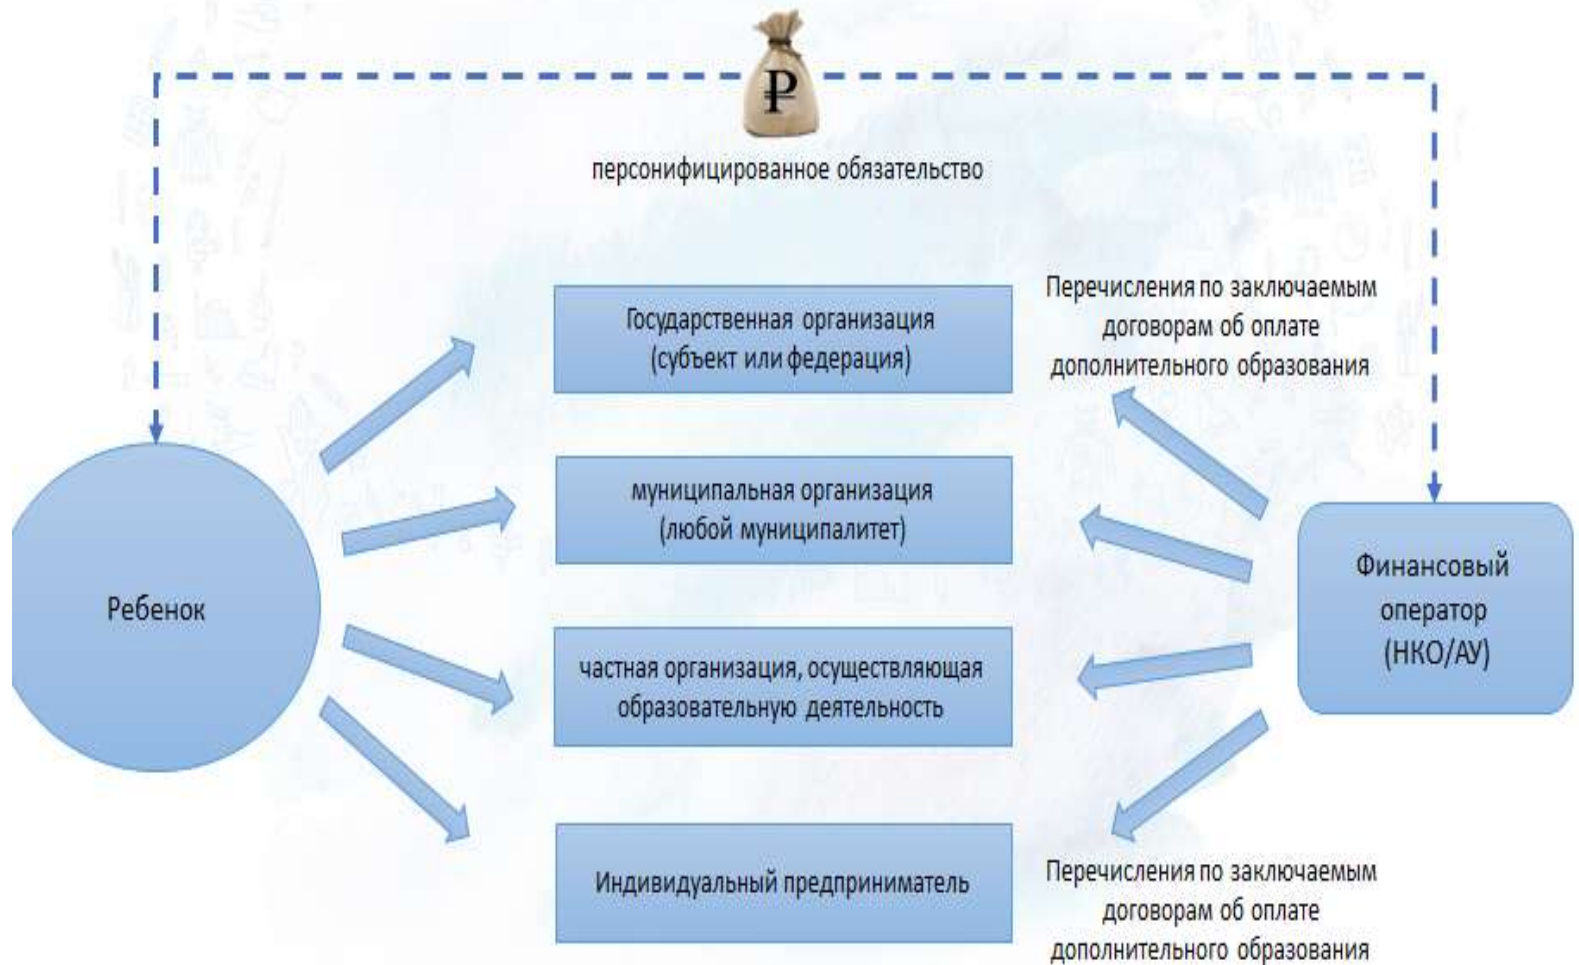 ₽
персонифицированное обязательство
Перечисления по заключаемым
договорам об оплате
дополнительного образования
Государственная организация
(субъект или федерация)
муниципальная организация
(любой муниципалитет)
Ребенок
Финансовый
оператор
(НКО/АУ)
частная организация, осуществляющая
образовательную деятельность
Индивидуальный предприниматель
Перечисления по заключаемым
договорам об оплате
дополнительного образования